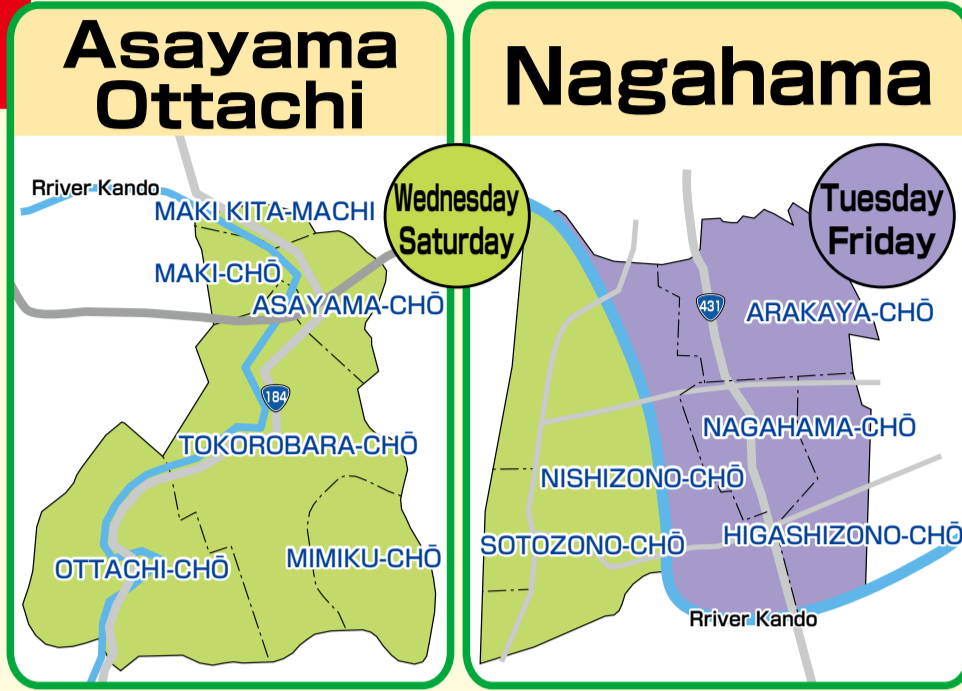 Asayama
Ottachi
Wednesday
Saturday
Rriver Kando
MAKI KITA-MACHI
MAKI-CHŌ
ASAYAMA-CHŌ
184
TOKOROBARA-CHŌ
OTTACHI-CHŌ
MIMIKU-CHŌ
Nagahama
Tuesday
Friday
431
ARAKAYA-CHŌ
NAGAHAMA-CHŌ
NISHIZONO-CHŌ
SOTOZONO-CHŌ
HIGASHIZONO-CHŌ
Rriver Kando